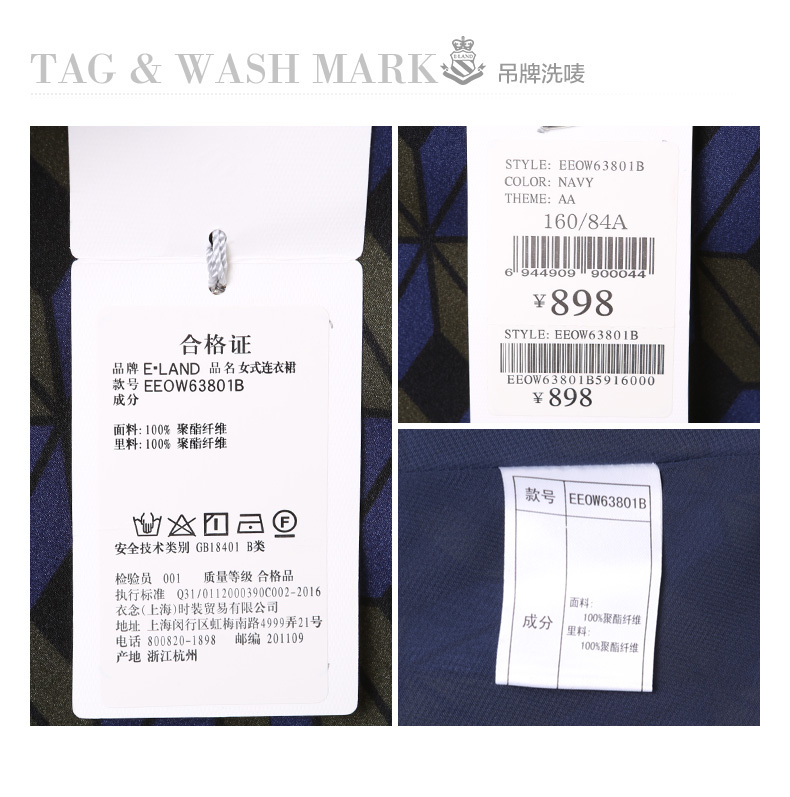 TAG & WASH MARK
E·LAND
吊牌洗唛
合格证
品牌 E·LAND 品名 女式连衣裙
款号 EEOW63801B
成分
面料:100% 聚酯纤维
里料:100% 聚酯纤维
安全技术类别 GB18401 B类
检验员 001 质量等级 合格品
执行标准 Q31/0112000390C002-2016
衣念(上海)时装贸易有限公司
地址 上海闵行区虹梅南路4999弄21号
电话 800820-1898 邮编 201109
产地 浙江杭州
STYLE: EEOW63801B
COLOR: NAVY
THEME: AA
160/84A
6 944909 900044
¥898
STYLE: EEOW63801B
EEOW63801B5916000
¥898
款号 EEOW63801B
成分
面料:
100%聚酯纤维
里料:
100%聚酯纤维